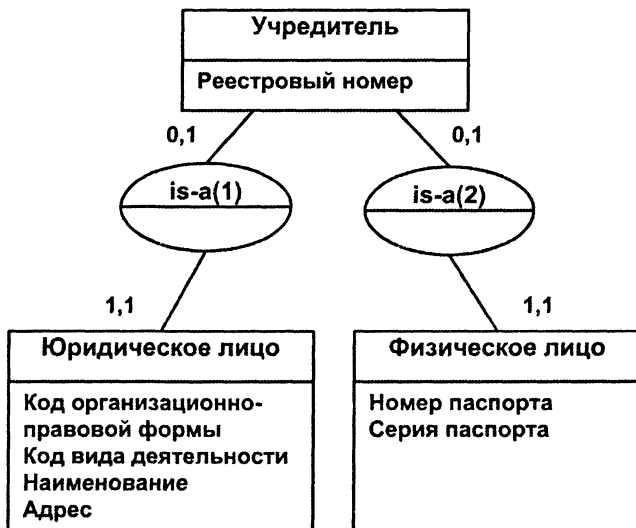 Учредитель
Реестровый номер
0,1
0,1
is-a(1)
is-a(2)
1,1
1,1
Юридическое лицо
Код организационно-
правовой формы
Код вида деятельности
Наименование
Адрес
Физическое лицо
Номер паспорта
Серия паспорта